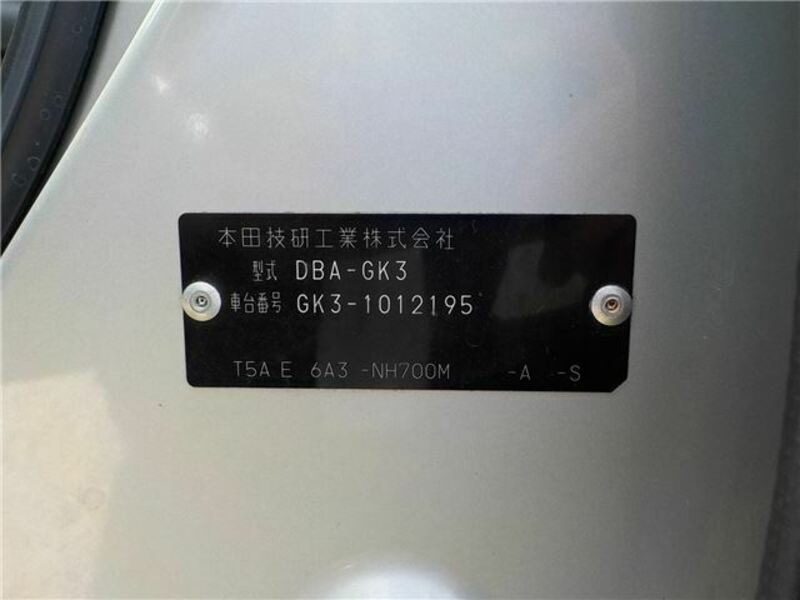 本田技研工業株式会社
型式 DBA-GK3
車台番号 GK3-1012195
T5A E 6A3 -NH700M -A -S